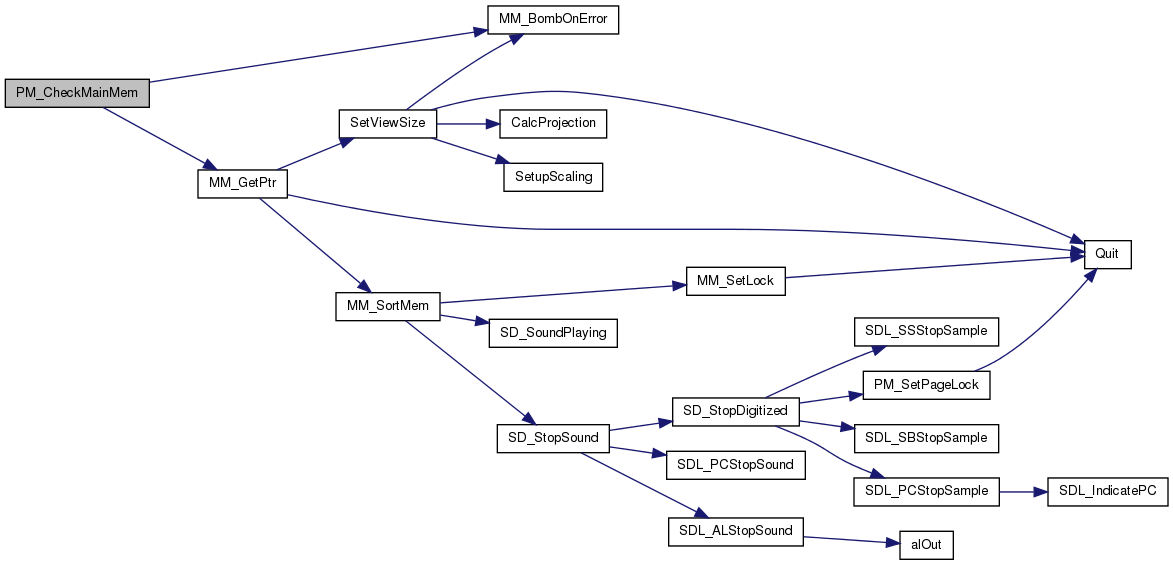 MM_BombOnError
PM_CheckMainMem
SetViewSize
CalcProjection
SetupScaling
MM_GetPtr
Quit
MM_SetLock
MM_SortMem
SD_SoundPlaying
SDL_SSStopSample
PM_SetPageLock
SD_StopDigitized
SD_StopSound
SDL_SBStopSample
SDL_PCStopSound
SDL_PCStopSample
SDL_IndicatePC
SDL_ALStopSound
alOut